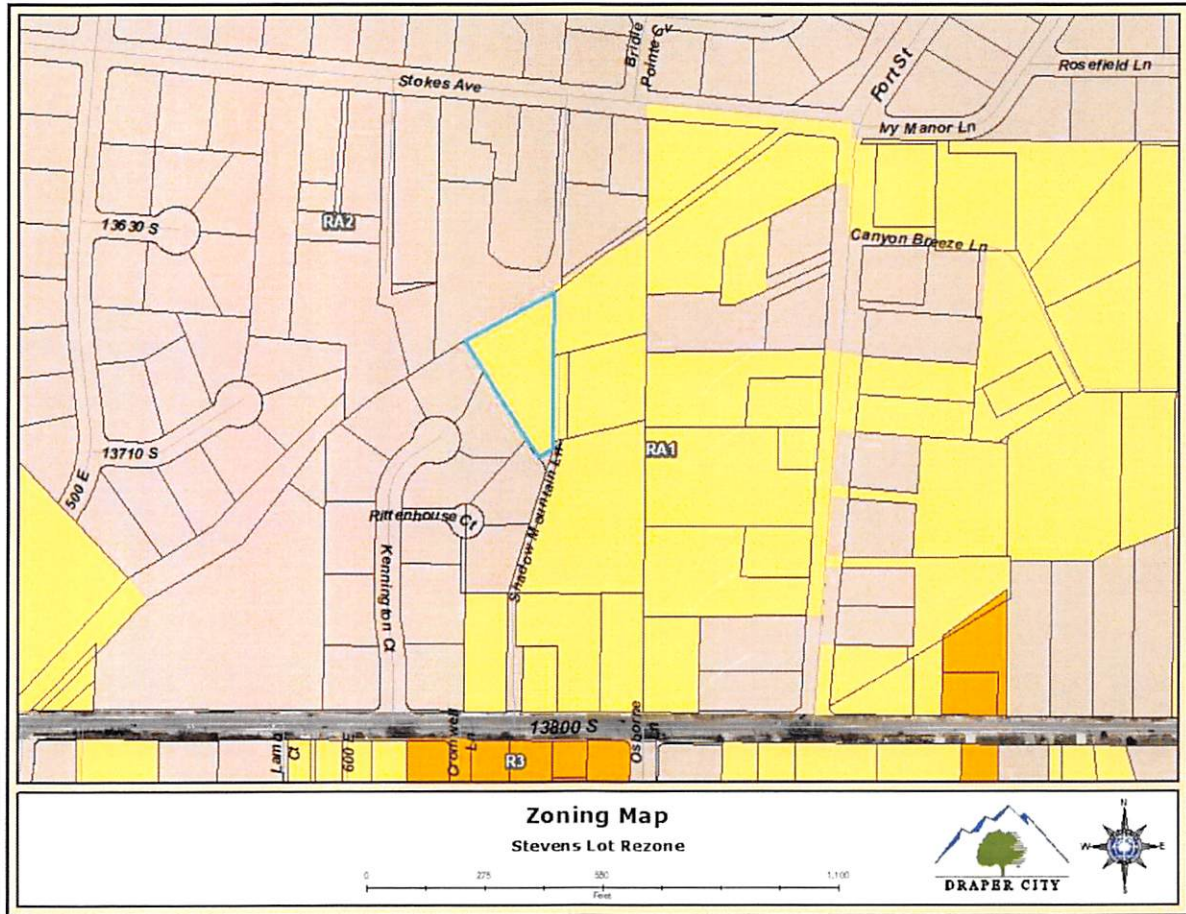 Bridle
Pointe Cv
Fort St
Rosefield Ln
Stokes Ave
Ivy Manor Ln
13630 S
RA2
Canyon Breeze Ln
13710 S
500 E
RA1
Rittenhouse Ct
Shadow Mountain Ln
Kennington Ct
13800 S
Osborne
Ln
Cromwell
Ln
600 E
Ct
R3
Zoning Map
Stevens Lot Rezone
0 275 550 1,100
Feet
DRAPER CITY
N
W
E
S